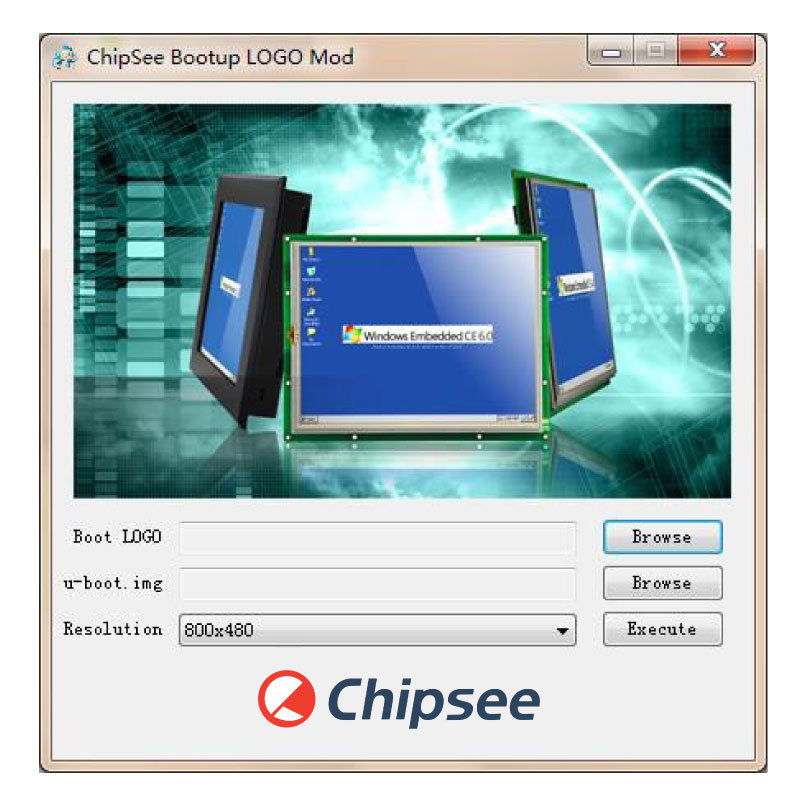 ChipSee Bootup LOGO Mod
Windows Embedded CE 6.0
Boot LOGO
Browse
u-boot.img
Browse
Resolution
800x480
Execute
Chipsee